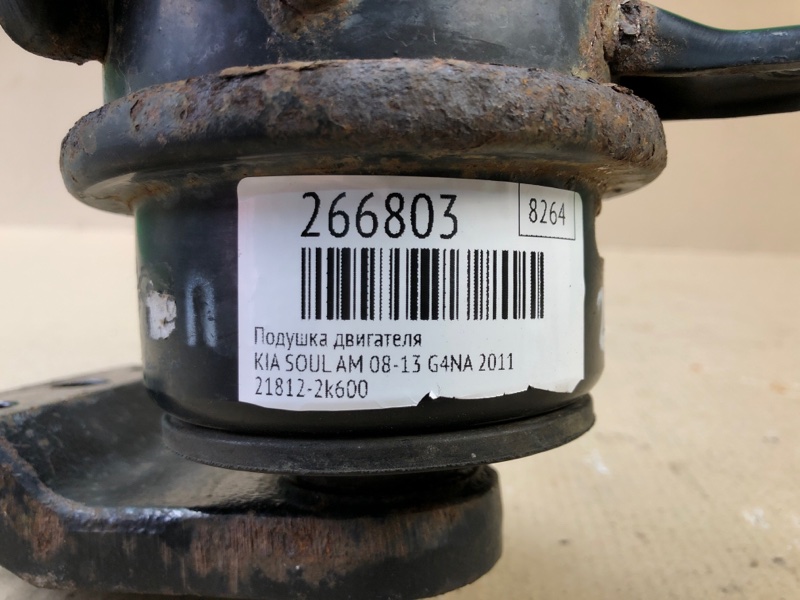 266803
8264
Подушка двигателя
KIA SOUL AM 08-13 G4NA 2011
21812-2k600
П